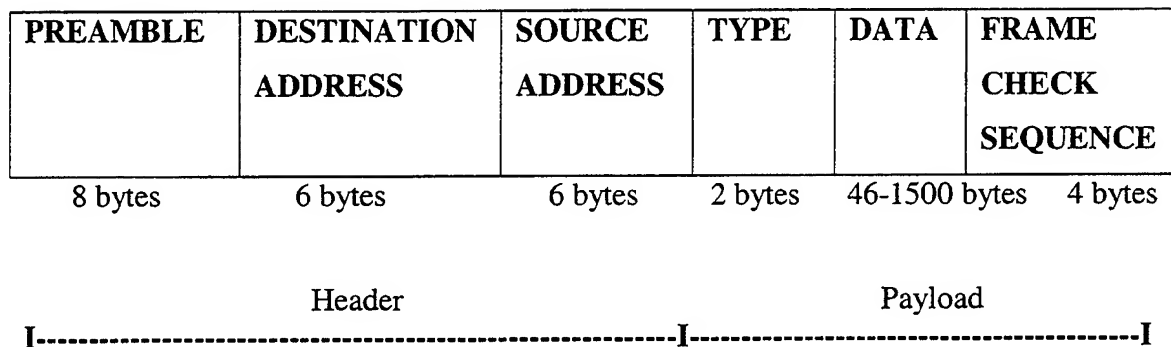 PREAMBLE DESTINATION SOURCE TYPE DATA FRAME
ADDRESS ADDRESS CHECK
SEQUENCE
8 bytes 6 bytes 6 bytes 2 bytes 46-1500 bytes 4 bytes
Header Payload
I-----------------------------------------------------------------I----------------------------------------------I